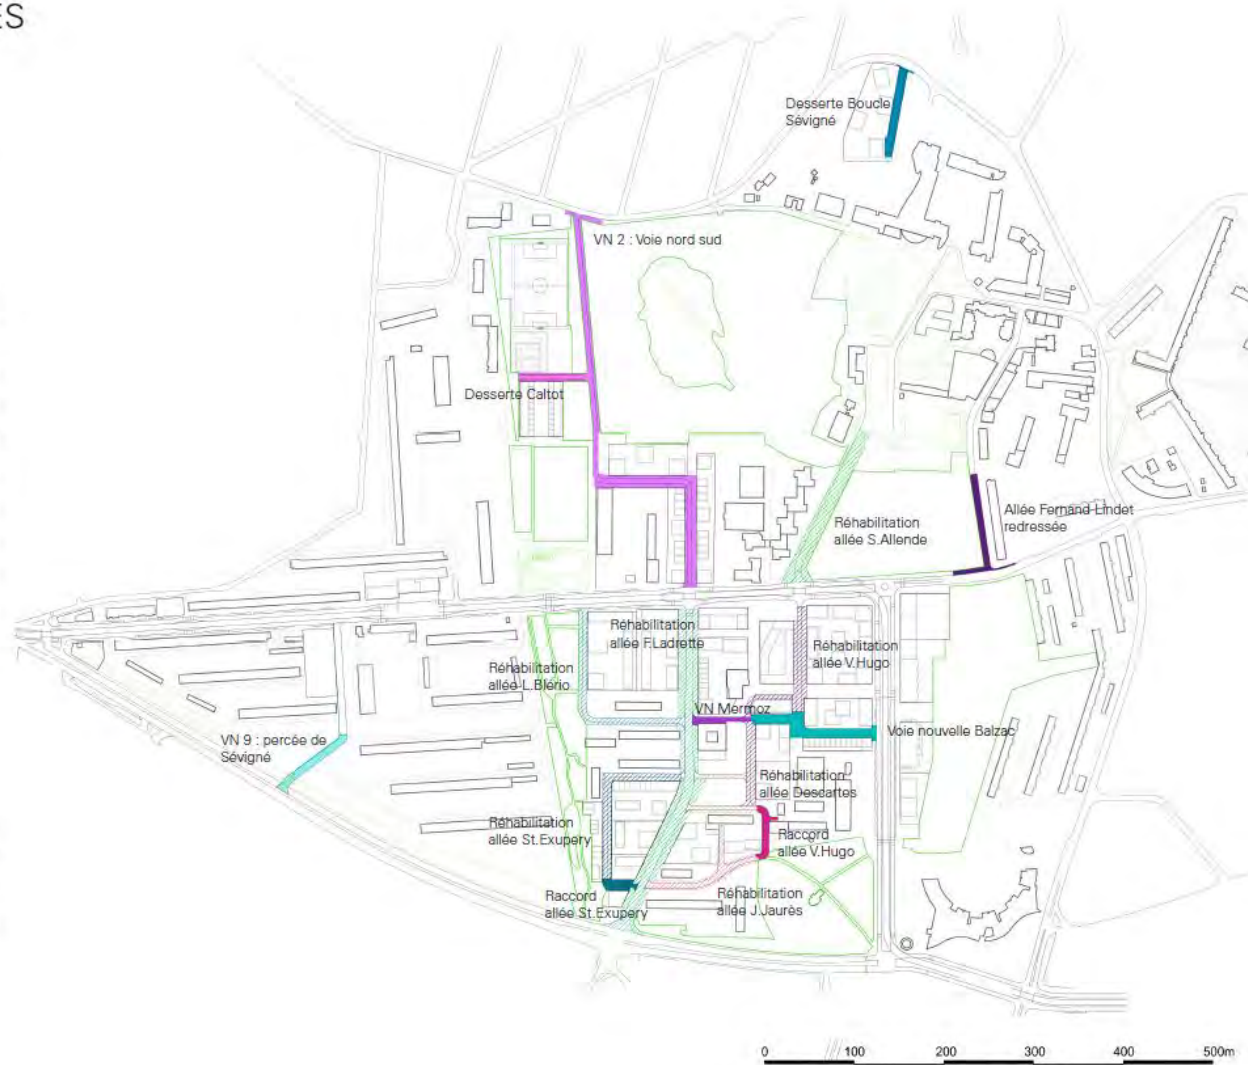 ES
Desserte Boucle
Sévigné
VN 2 : Voie nord sud
Desserte Caltot
Allée Fernand Lindet
redressée
Réhabilitation
allée S.Allende
Réhabilitation
allée F.Ladrette
Réhabilitation
allée V.Hugo
Réhabilitation
allée L.Blério
VN Mermoz
Voie nouvelle Balzac
VN 9 : percée de
Sévigné
Réhabilitation
allée Descartes
Réhabilitation
allée St.Exupery
Raccord
allée V.Hugo
Raccord
allée St.Exupery
Réhabilitation
allée J.Jaurès
0 100 200 300 400 500m